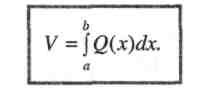 V = ∫_a^b Q(x)dx.